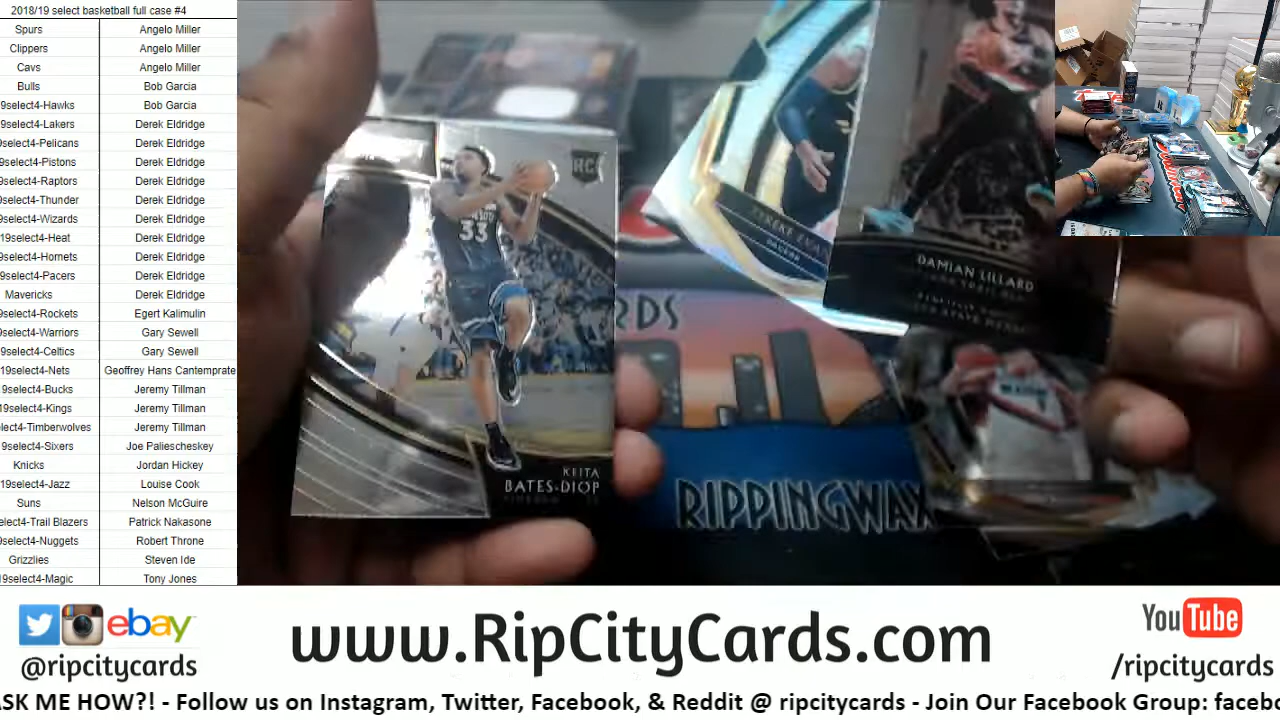 2018/19 select basketball full case #4
Spurs Angelo Miller
Clippers Angelo Miller
Cavs Angelo Miller
Bulls Bob Garcia
9select4-Hawks Bob Garcia
9select4-Lakers Derek Eldridge
9select4-Pelicans Derek Eldridge
9select4-Pistons Derek Eldridge
9select4-Raptors Derek Eldridge
9select4-Thunder Derek Eldridge
9select4-Wizards Derek Eldridge
19select4-Heat Derek Eldridge
9select4-Hornets Derek Eldridge
9select4-Pacers Derek Eldridge
Mavericks Derek Eldridge
9select4-Rockets Egert Kalimulin
9select4-Warriors Gary Sewell
9select4-Celtics Gary Sewell
19select4-Nets Geoffrey Hans Cantemprate
9select4-Bucks Jeremy Tillman
19select4-Kings Jeremy Tillman
lect4-Timberwolves Jeremy Tillman
9select4-Sixers Joe Paliescheskey
Knicks Jordan Hickey
19select4-Jazz Louise Cook
Suns Nelson McGuire
elect4-Trail Blazers Patrick Nakasone
9select4-Nuggets Robert Throne
Grizzlies Steven Ide
19select4-Magic Tony Jones
RC
33
KEITA
BATES-DIOP
TYREKE EVAN
DAMIAN LILLARD
RDS
RIPPINGWAX
ebay
@ripcitycards
www.RipCityCards.com
YouTube
/ripcitycards
ASK ME HOW?! - Follow us on Instagram, Twitter, Facebook, & Reddit @ ripcitycards - Join Our Facebook Group: facebo